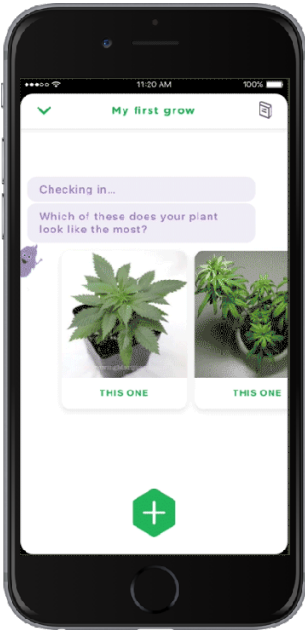 11:20 AM 100%
My first grow
Checking in...
Which of these does your plant
look like the most?
THIS ONE THIS ONE